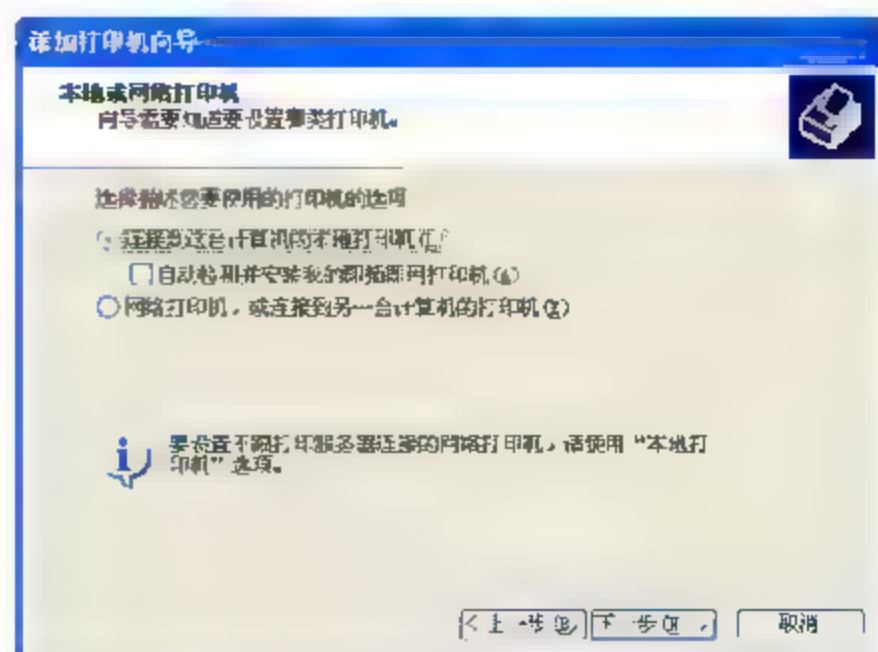 添加打印机向导
本地或网络打印机
向导需要知道要设置哪类打印机。
选择描述您要使用的打印机的选项
连接到这台计算机的本地打印机(L)
自动检测并安装我的即插即用打印机(A)
网络打印机，或连接到另一台计算机的打印机(E)
要设置不跟打印服务器连接的网络打印机，请使用“本地打
印机”选项。
<上一步(B) 下一步(N) > 取消